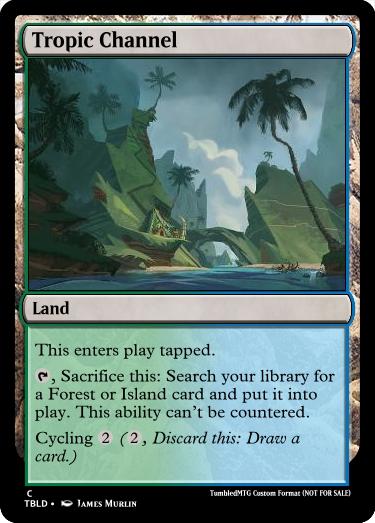 Tropic Channel
Land
This enters play tapped.
, Sacrifice this: Search your library for
a Forest or Island card and put it into
play. This ability can't be countered.
Cycling 2 (2, Discard this: Draw a
card.)
C
TBLD • James Murlin
TumbledMTG Custom Format (NOT FOR SALE)